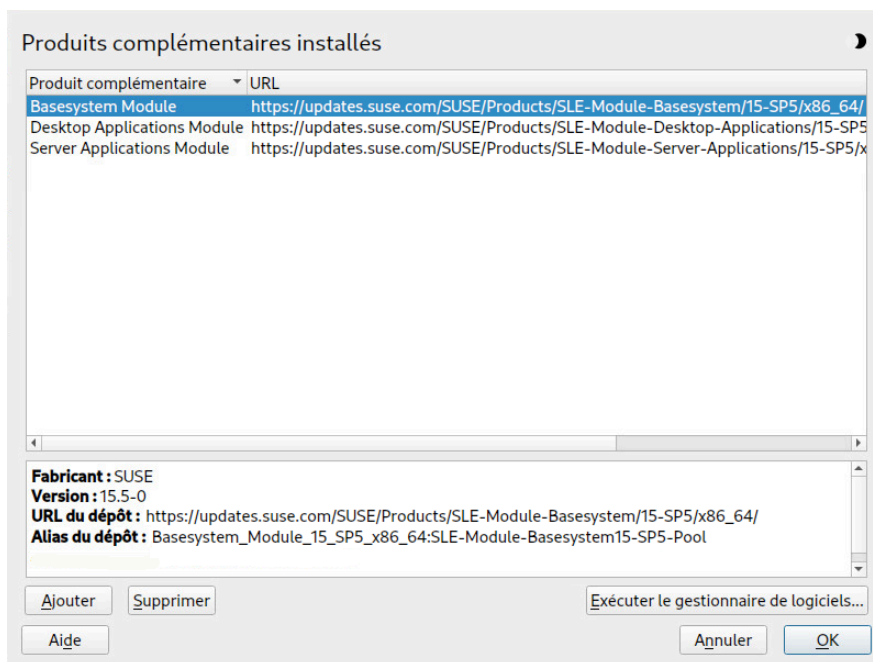 Produits complémentaires installés
Produit complémentaire URL
Basesystem Module https://updates.suse.com/SUSE/Products/SLE-Module-Basesystem/15-SP5/x86_64/
Desktop Applications Module https://updates.suse.com/SUSE/Products/SLE-Module-Desktop-Applications/15-SP5
Server Applications Module https://updates.suse.com/SUSE/Products/SLE-Module-Server-Applications/15-SP5/x
Fabricant : SUSE
Version : 15.5-0
URL du dépôt : https://updates.suse.com/SUSE/Products/SLE-Module-Basesystem/15-SP5/x86_64/
Alias du dépôt : Basesystem_Module_15_SP5_x86_64:SLE-Module-Basesystem15-SP5-Pool
Ajouter Supprimer Exécuter le gestionnaire de logiciels...
Aide Annuler OK